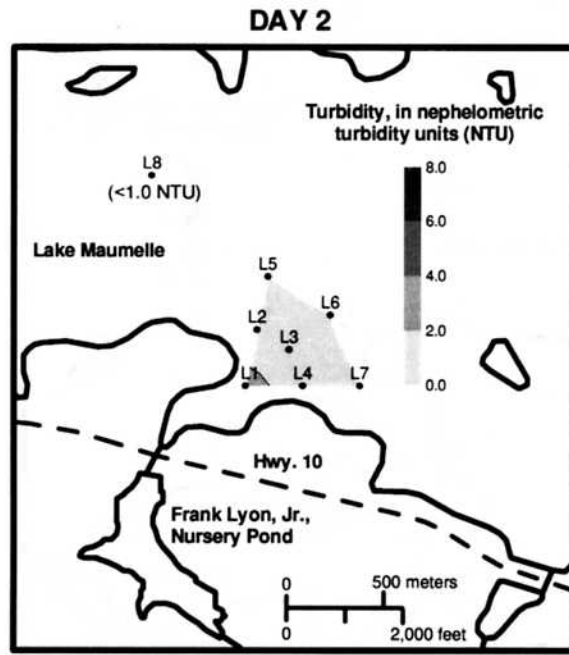 DAY 2
Turbidity, in nephelometric
turbidity units (NTU)
L8
(<1.0 NTU)
8.0
6.0
4.0
2.0
0.0
Lake Maumelle
L5
L6
L2
L3
L1
L4
L7
Hwy. 10
Frank Lyon, Jr.,
Nursery Pond
0 500 meters
0 2,000 feet